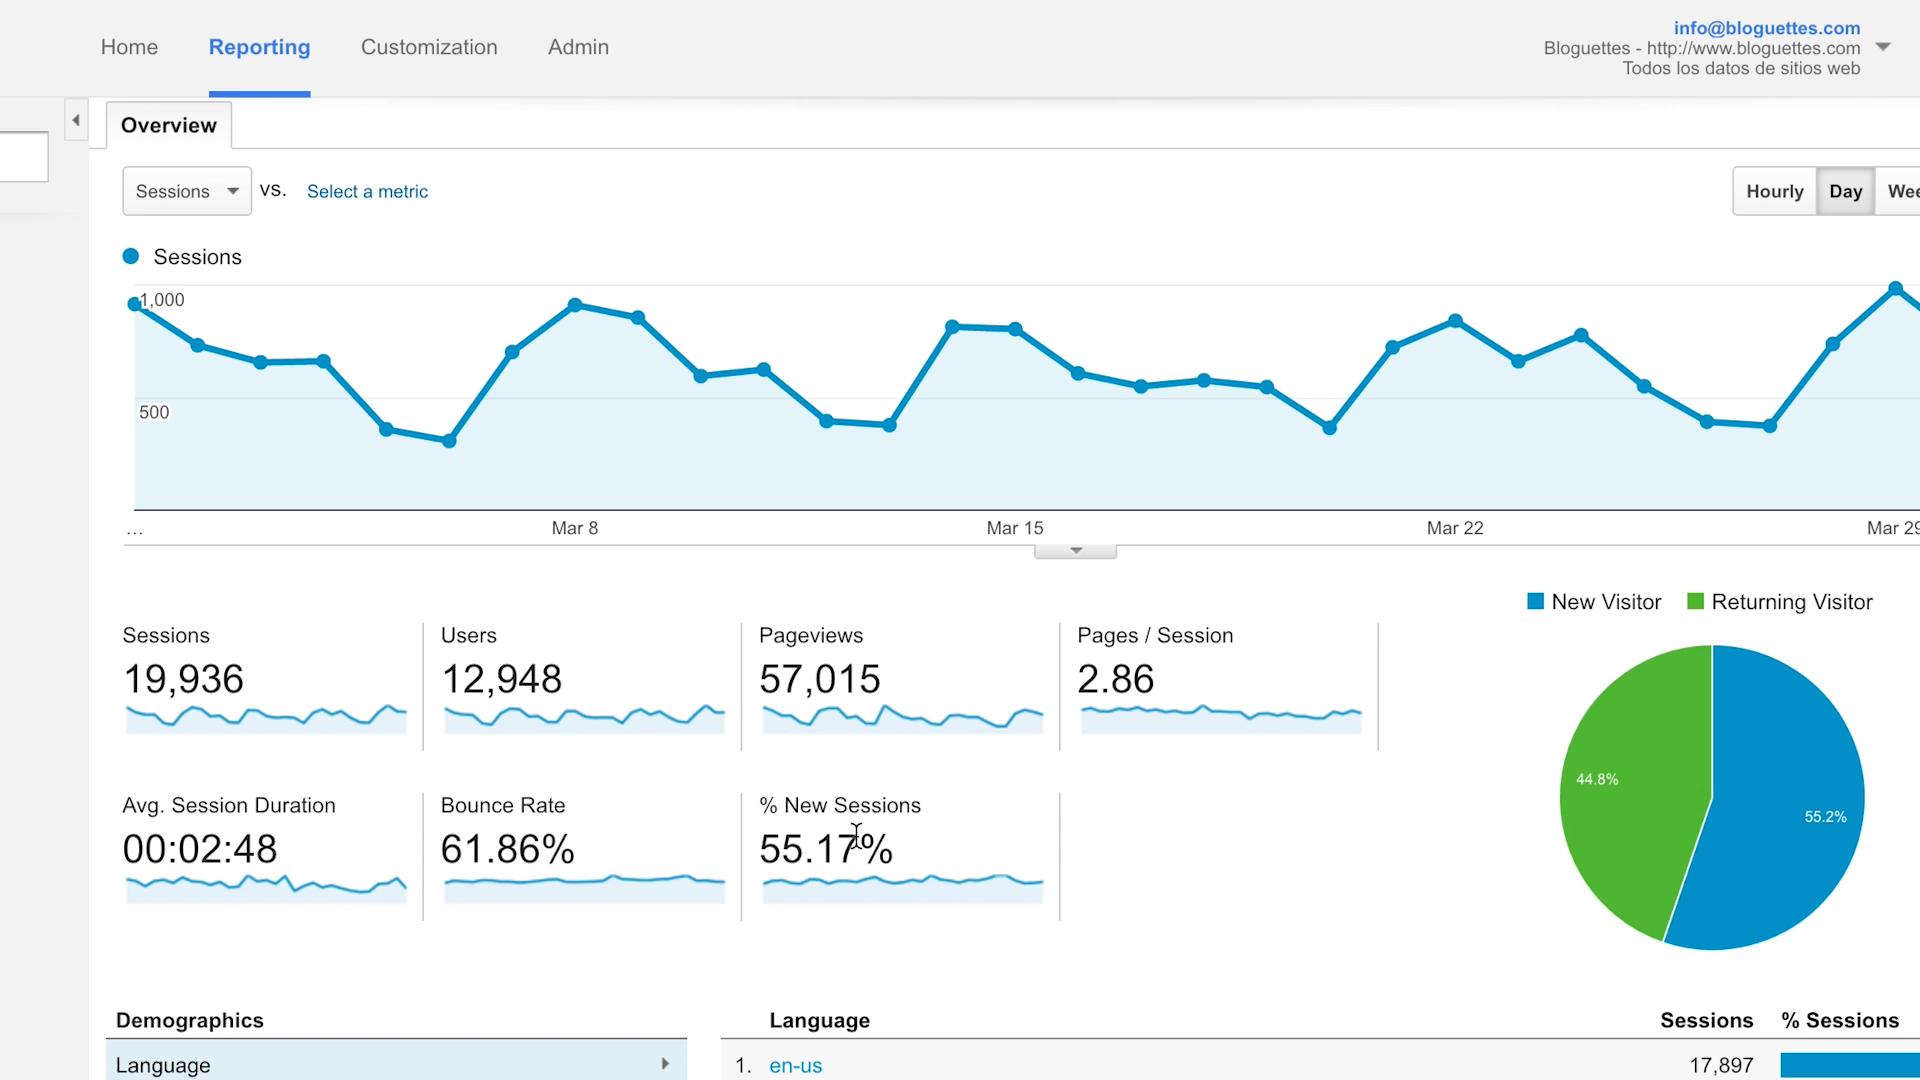 Home Reporting Customization Admin
info@bloguettes.com
Bloguettes - http://www.bloguettes.com
Todos los datos de sitios web
Overview
Sessions vs. Select a metric
Hourly Day
Sessions
1,000
500
... Mar 8 Mar 15 Mar 22 Mar 29
New Visitor Returning Visitor
Sessions Users Pageviews Pages / Session
19,936 12,948 57,015 2.86
44.8%
55.2%
Avg. Session Duration Bounce Rate % New Sessions
00:02:48 61.86% 55.17%
Demographics Language Sessions % Sessions
Language 1. en-us 17,897